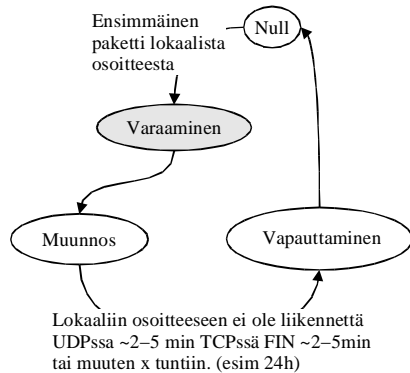 Ensimmäinen
paketti lokaalista
osoitteesta
Null
Varaaminen
Muunnos
Vapauttaminen
Lokaaliin osoitteeseen ei ole liikennettä
UDPssa ~2–5 min TCPssä FIN ~2–5min
tai muuten x tuntiin. (esim 24h)